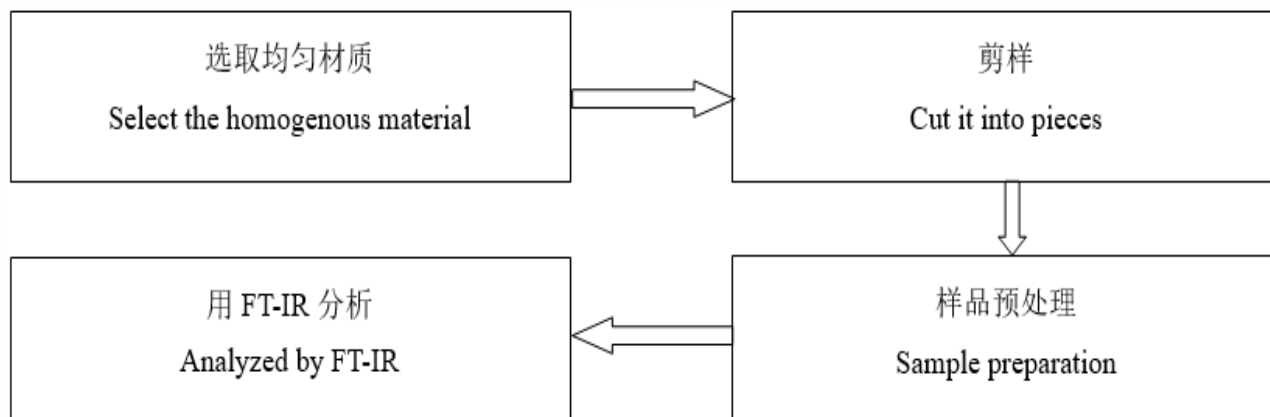 选取均匀材质
Select the homogenous material
剪样
Cut it into pieces
样品预处理
Sample preparation
用 FT-IR 分析
Analyzed by FT-IR